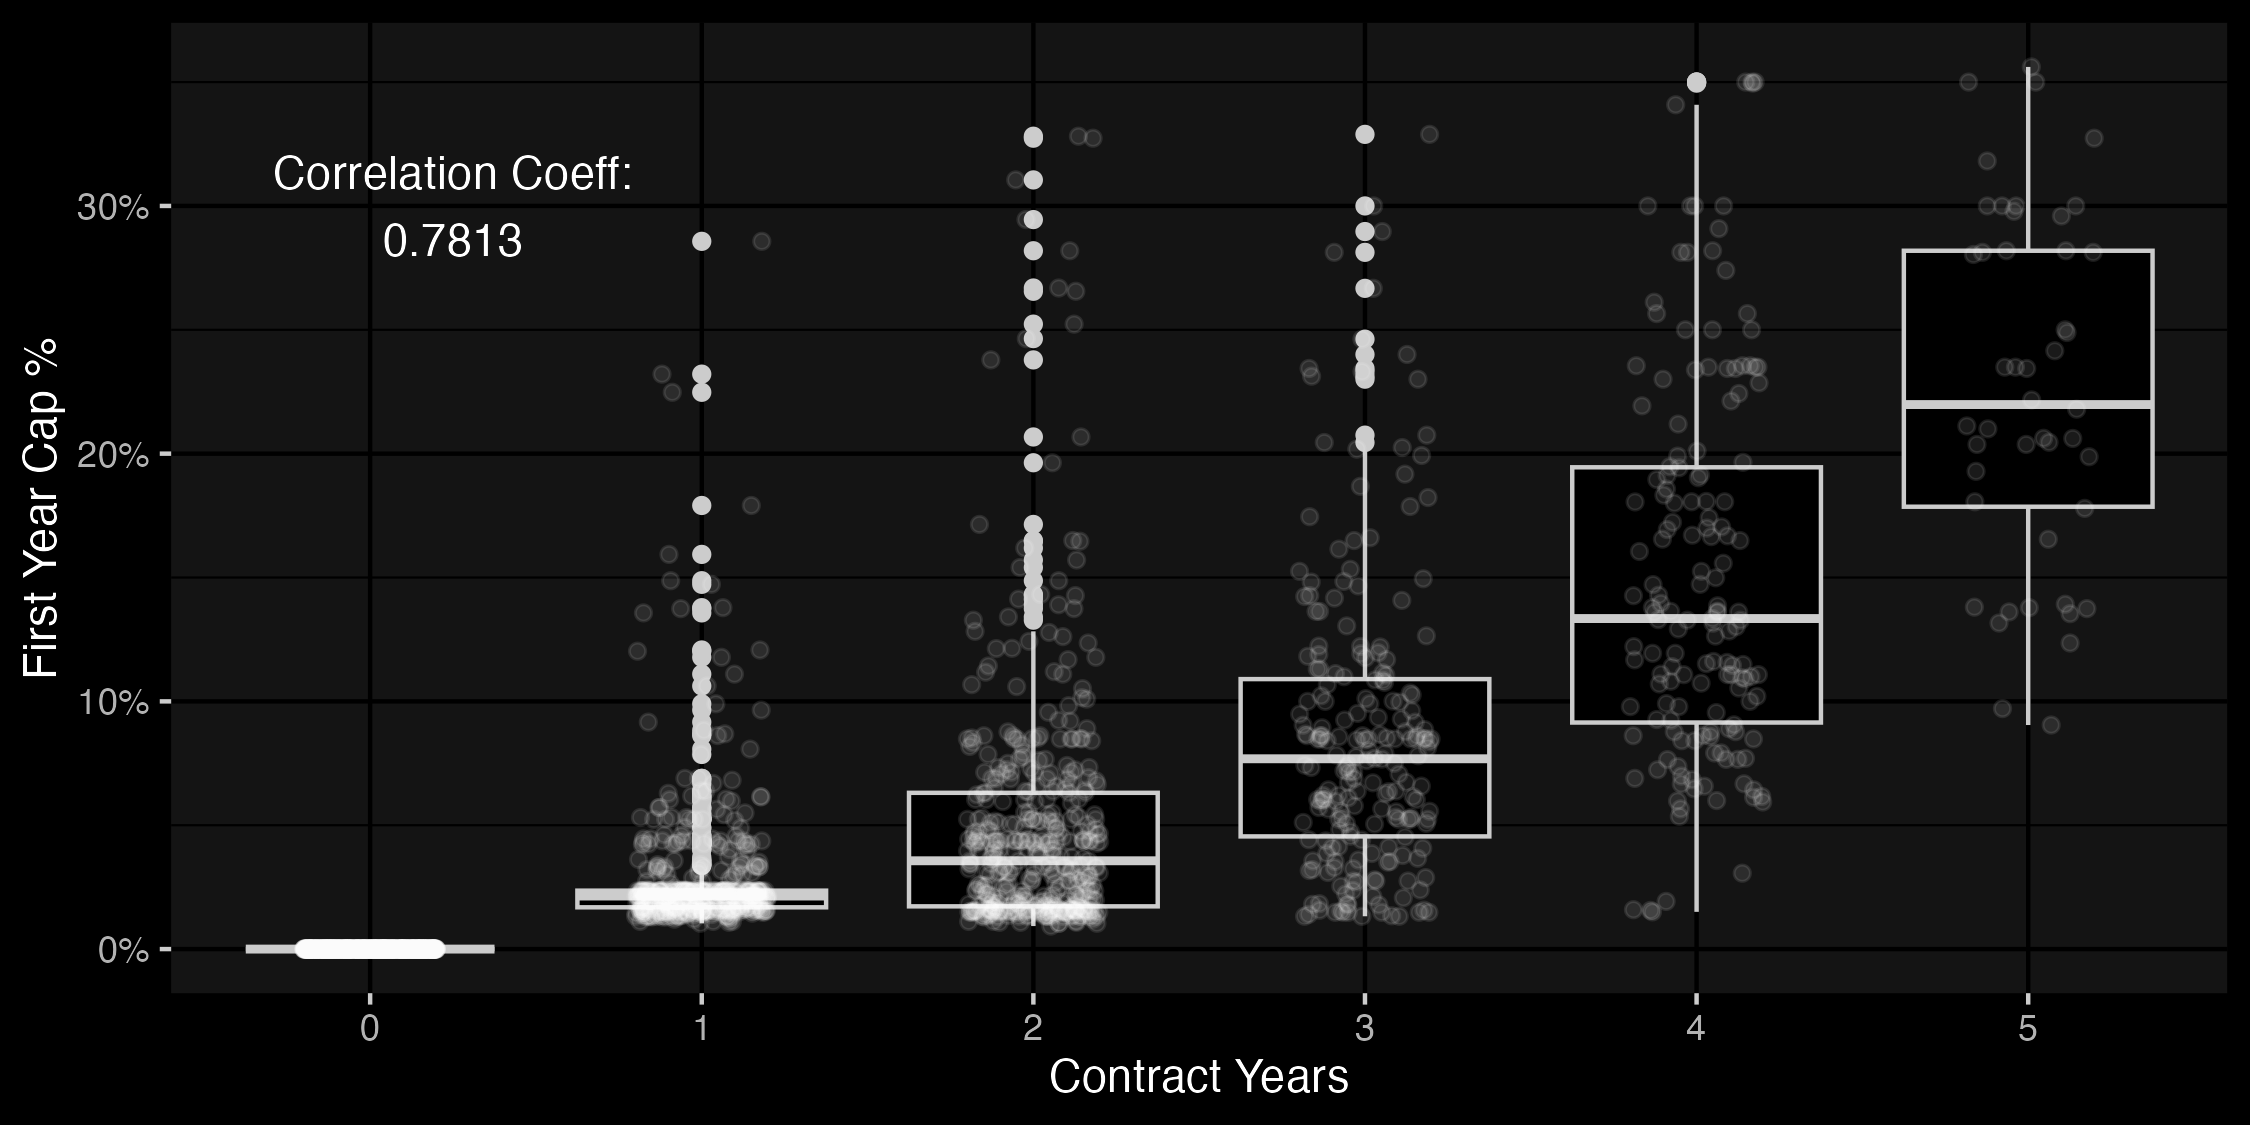 Correlation Coeff:
0.7813
First Year Cap %
30%
20%
10%
0%
0 1 2 3 4 5
Contract Years